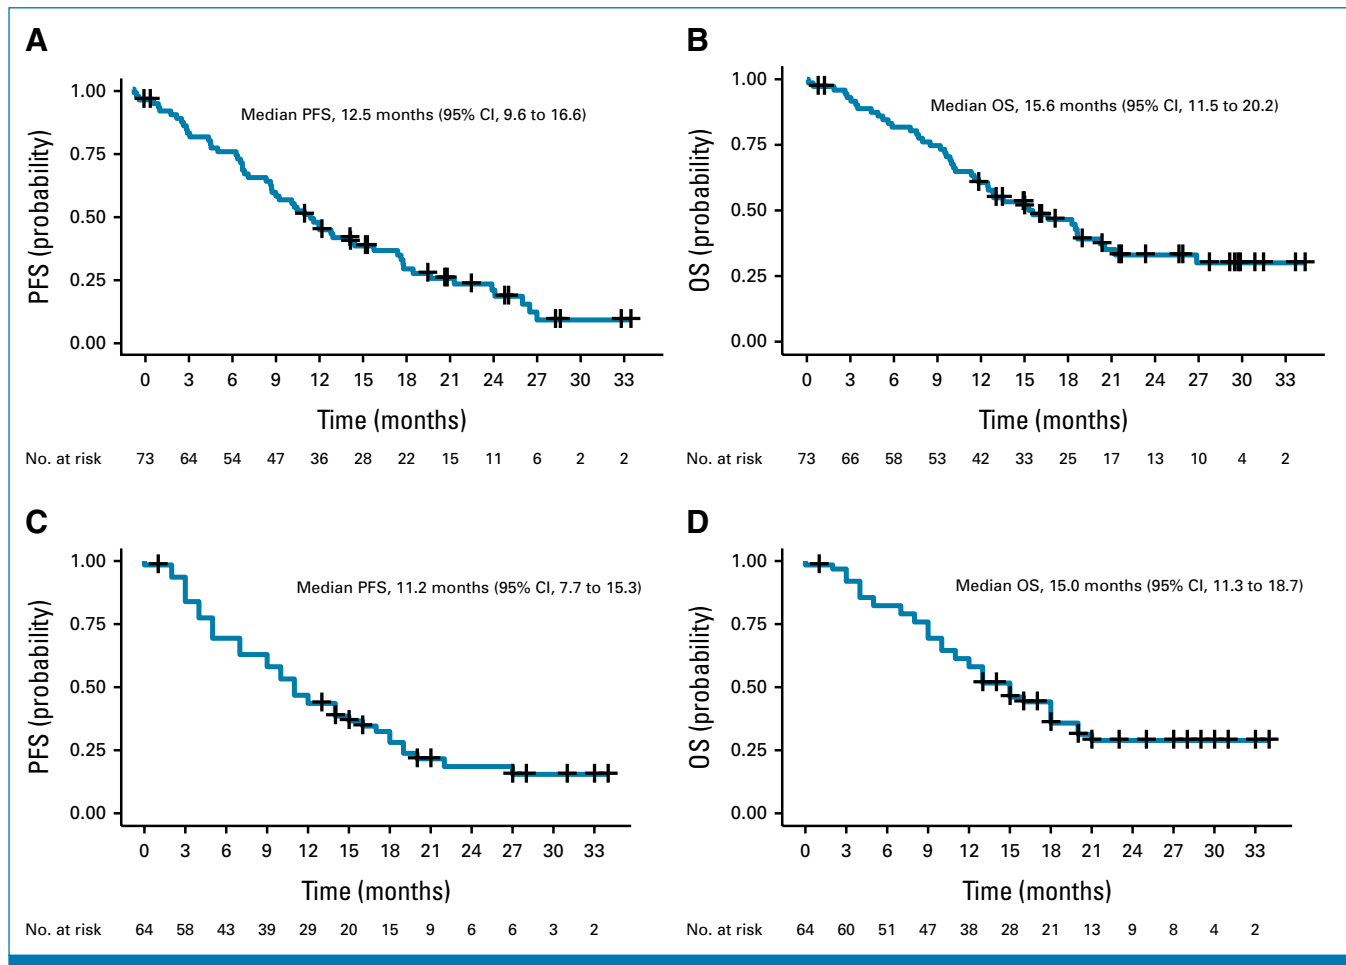 A
PFS (probability)
1.00
0.75
0.50
0.25
0.00
Median PFS, 12.5 months (95% CI, 9.6 to 16.6)
0 3 6 9 12 15 18 21 24 27 30 33
Time (months)
No. at risk 73 64 54 47 36 28 22 15 11 6 2 2
B
OS (probability)
1.00
0.75
0.50
0.25
0.00
Median OS, 15.6 months (95% CI, 11.5 to 20.2)
0 3 6 9 12 15 18 21 24 27 30 33
Time (months)
No. at risk 73 66 58 53 42 33 25 17 13 10 4 2
C
PFS (probability)
1.00
0.75
0.50
0.25
0.00
Median PFS, 11.2 months (95% CI, 7.7 to 15.3)
0 3 6 9 12 15 18 21 24 27 30 33
Time (months)
No. at risk 64 58 43 39 29 20 15 9 6 6 3 2
D
OS (probability)
1.00
0.75
0.50
0.25
0.00
Median OS, 15.0 months (95% CI, 11.3 to 18.7)
0 3 6 9 12 15 18 21 24 27 30 33
Time (months)
No. at risk 64 60 51 47 38 28 21 13 9 8 4 2